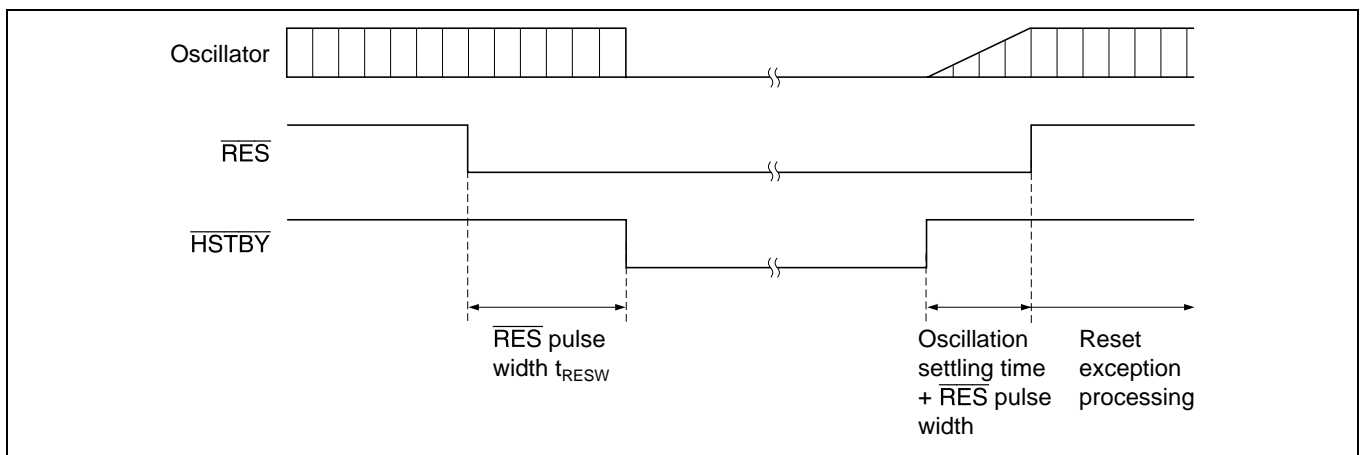 Oscillator
RES
HSTBY
RES pulse
width tRESW
Oscillation
settling time
+ RES pulse
width
Reset
exception
processing